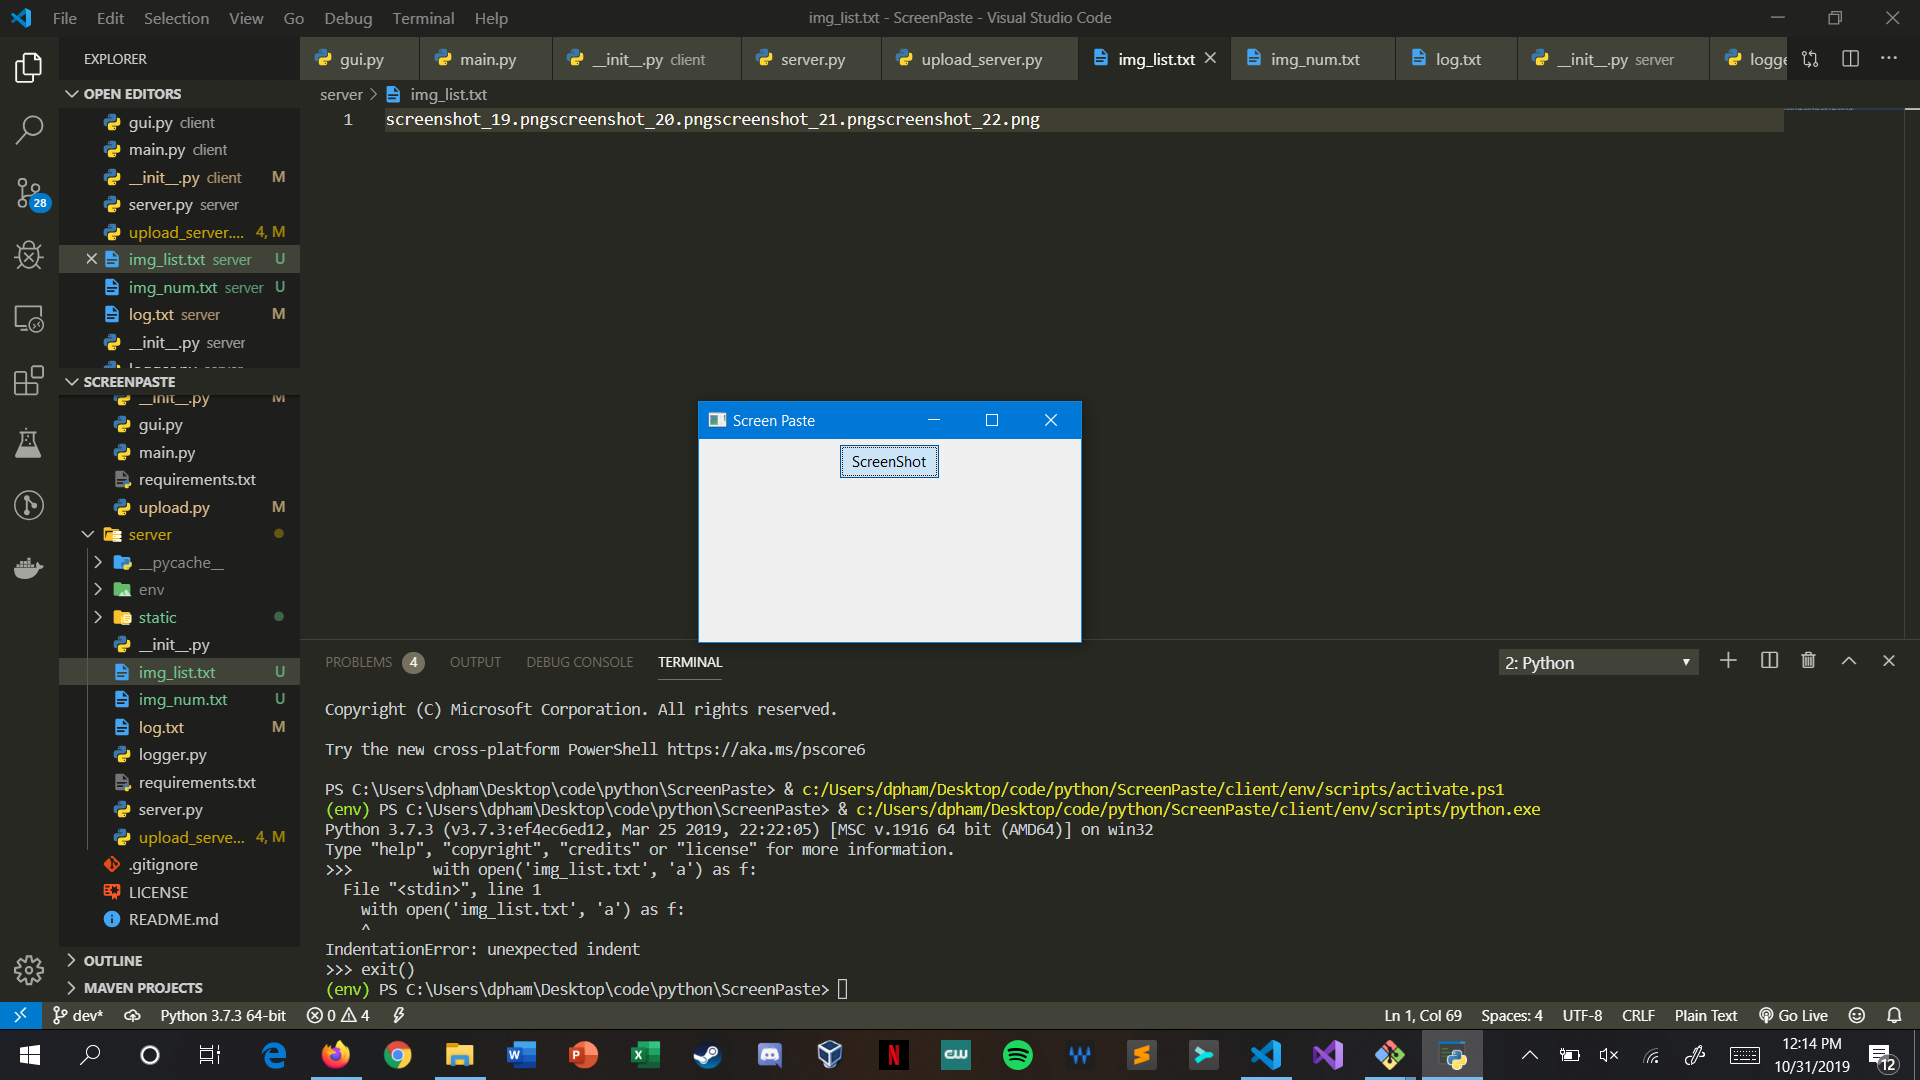 File Edit Selection View Go Debug Terminal Help
img_list.txt - ScreenPaste - Visual Studio Code
EXPLORER
gui.py
main.py
__init__.py client
server.py
upload_server.py
img_list.txt
img_num.txt
log.txt
__init__.py server
logge
OPEN EDITORS
gui.py client
main.py client
__init__.py client M
server.py server
upload_server.... 4, M
img_list.txt server U
img_num.txt server U
log.txt server M
__init__.py server
28
SCREENPASTE
__init__.py M
gui.py
main.py
requirements.txt
upload.py M
server
__pycache__
env
static
__init__.py
img_list.txt U
img_num.txt U
log.txt M
logger.py
requirements.txt
server.py
upload_serve... 4, M
.gitignore
LICENSE
README.md
OUTLINE
MAVEN PROJECTS
server > img_list.txt
1 screenshot_19.pngscreenshot_20.pngscreenshot_21.pngscreenshot_22.png
Screen Paste
ScreenShot
PROBLEMS 4 OUTPUT DEBUG CONSOLE TERMINAL
2: Python
Copyright (C) Microsoft Corporation. All rights reserved.
Try the new cross-platform PowerShell https://aka.ms/pscore6
PS C:\Users\dpham\Desktop\code\python\ScreenPaste> & c:/Users/dpham/Desktop/code/python/ScreenPaste/client/env/scripts/activate.ps1
(env) PS C:\Users\dpham\Desktop\code\python\ScreenPaste> & c:/Users/dpham/Desktop/code/python/ScreenPaste/client/env/scripts/python.exe
Python 3.7.3 (v3.7.3:ef4ec6ed12, Mar 25 2019, 22:22:05) [MSC v.1916 64 bit (AMD64)] on win32
Type "help", "copyright", "credits" or "license" for more information.
>>>         with open('img_list.txt', 'a') as f:
  File "<stdin>", line 1
    with open('img_list.txt', 'a') as f:
    ^
IndentationError: unexpected indent
>>> exit()
(env) PS C:\Users\dpham\Desktop\code\python\ScreenPaste>
dev* Python 3.7.3 64-bit 0 4
Ln 1, Col 69 Spaces: 4 UTF-8 CRLF Plain Text Go Live
12:14 PM
10/31/2019
12